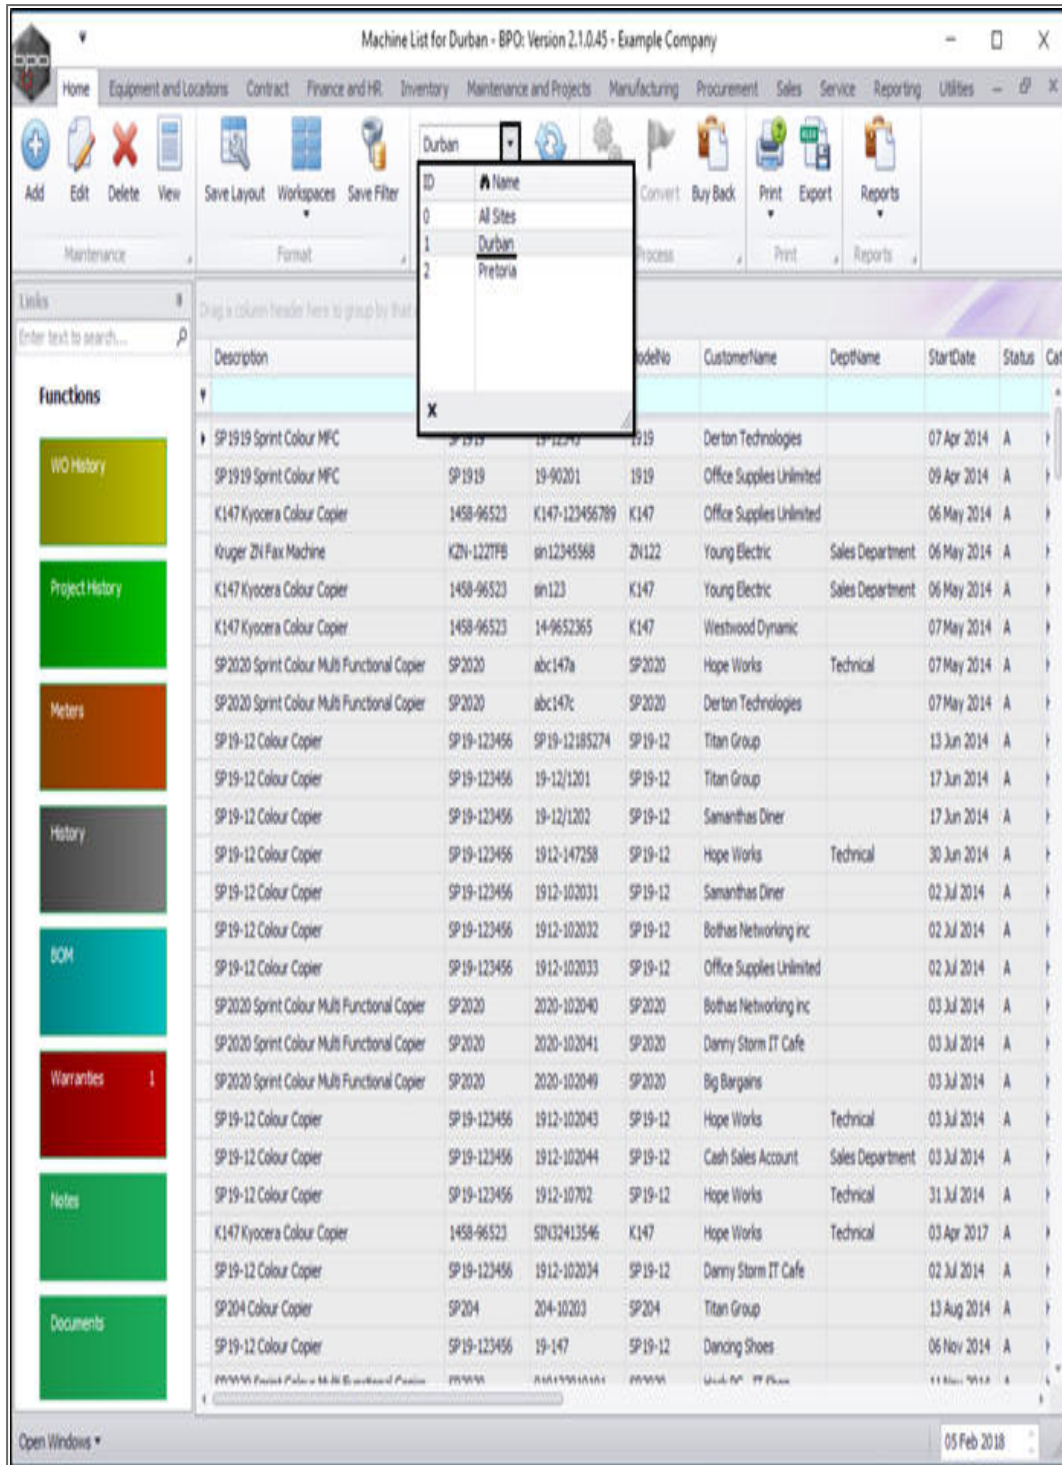 Machine List for Durban - BPO: Version 2.1.0.45 - Example Company
bpo
Home Equipment and Locations Contract Finance and HR Inventory Maintenance and Projects Manufacturing Procurement Sales Service Reporting Utilities
Durban
Add Edit Delete View Save Layout Workspaces Save Filter Convert Buy Back Print Export Reports
Maintenance Format Process Print Reports
ID Name
0 All Sites
1 Durban
2 Pretoria
Links
Enter text to search...
Drag a column header here to group by that
Functions
WO History
Project History
Meters
History
BOM
Warranties 1
Notes
Documents
Description odelNo CustomerName DeptName StartDate Status Cat
SP1919 Sprint Colour MFC SP1919 19-12345 1919 Derton Technologies 07 Apr 2014 A
SP1919 Sprint Colour MFC SP1919 19-90201 1919 Office Supplies Unlimited 09 Apr 2014 A
K147 Kyocera Colour Copier 1458-96523 K147-123456789 K147 Office Supplies Unlimited 06 May 2014 A
Kruger ZN Fax Machine KZN-122TFB sin12345568 ZN122 Young Electric Sales Department 06 May 2014 A
K147 Kyocera Colour Copier 1458-96523 sin123 K147 Young Electric Sales Department 06 May 2014 A
K147 Kyocera Colour Copier 1458-96523 14-9652365 K147 Westwood Dynamic 07 May 2014 A
SP2020 Sprint Colour Multi Functional Copier SP2020 abc147a SP2020 Hope Works Technical 07 May 2014 A
SP2020 Sprint Colour Multi Functional Copier SP2020 abc147c SP2020 Derton Technologies 07 May 2014 A
SP19-12 Colour Copier SP19-123456 SP19-12185274 SP19-12 Titan Group 13 Jun 2014 A
SP19-12 Colour Copier SP19-123456 19-12/1201 SP19-12 Titan Group 17 Jun 2014 A
SP19-12 Colour Copier SP19-123456 19-12/1202 SP19-12 Samanthas Diner 17 Jun 2014 A
SP19-12 Colour Copier SP19-123456 1912-147258 SP19-12 Hope Works Technical 30 Jun 2014 A
SP19-12 Colour Copier SP19-123456 1912-102031 SP19-12 Samanthas Diner 02 Jul 2014 A
SP19-12 Colour Copier SP19-123456 1912-102032 SP19-12 Bothas Networking inc 02 Jul 2014 A
SP19-12 Colour Copier SP19-123456 1912-102033 SP19-12 Office Supplies Unlimited 02 Jul 2014 A
SP2020 Sprint Colour Multi Functional Copier SP2020 2020-102040 SP2020 Bothas Networking inc 03 Jul 2014 A
SP2020 Sprint Colour Multi Functional Copier SP2020 2020-102041 SP2020 Danny Storm IT Cafe 03 Jul 2014 A
SP2020 Sprint Colour Multi Functional Copier SP2020 2020-102049 SP2020 Big Bargains 03 Jul 2014 A
SP19-12 Colour Copier SP19-123456 1912-102043 SP19-12 Hope Works Technical 03 Jul 2014 A
SP19-12 Colour Copier SP19-123456 1912-102044 SP19-12 Cash Sales Account Sales Department 03 Jul 2014 A
SP19-12 Colour Copier SP19-123456 1912-10702 SP19-12 Hope Works Technical 31 Jul 2014 A
K147 Kyocera Colour Copier 1458-96523 SIN32413546 K147 Hope Works Technical 03 Apr 2017 A
SP19-12 Colour Copier SP19-123456 1912-102034 SP19-12 Danny Storm IT Cafe 02 Jul 2014 A
SP204 Colour Copier SP204 204-10203 SP204 Titan Group 13 Aug 2014 A
SP19-12 Colour Copier SP19-123456 19-147 SP19-12 Dancing Shoes 06 Nov 2014 A
Open Windows 05 Feb 2018